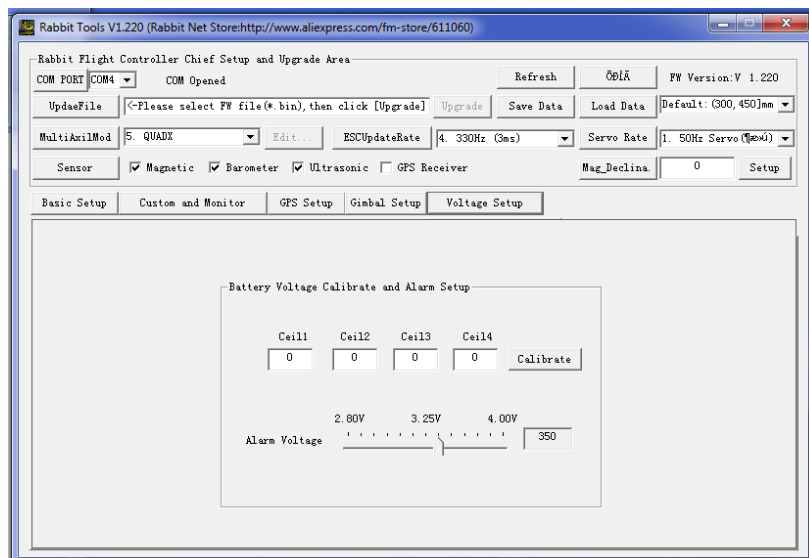 Rabbit Tools V1.220 (Rabbit Net Store:http://www.aliexpress.com/fm-store/611060)
Rabbit Flight Controller Chief Setup and Upgrade Area
COM PORT COM4 COM Opened Refresh ÖÐÎÄ FW Version:V 1.220
UpdaeFile <-Please select FW file(*.bin),then click [Upgrade] Upgrade Save Data Load Data Default:(300,450]mm
MultiAxilMod 5. QUADX Edit... ESCUpdateRate 4. 330Hz (3ms) Servo Rate 1. 50Hz Servo
Sensor Magnetic Barometer Ultrasonic GPS Receiver Mag_Declina. 0 Setup
Basic Setup Custom and Monitor GPS Setup Gimbal Setup Voltage Setup
Battery Voltage Calibrate and Alarm Setup
Ceil1 Ceil2 Ceil3 Ceil4
0 0 0 0 Calibrate
2.80V 3.25V 4.00V
Alarm Voltage 350